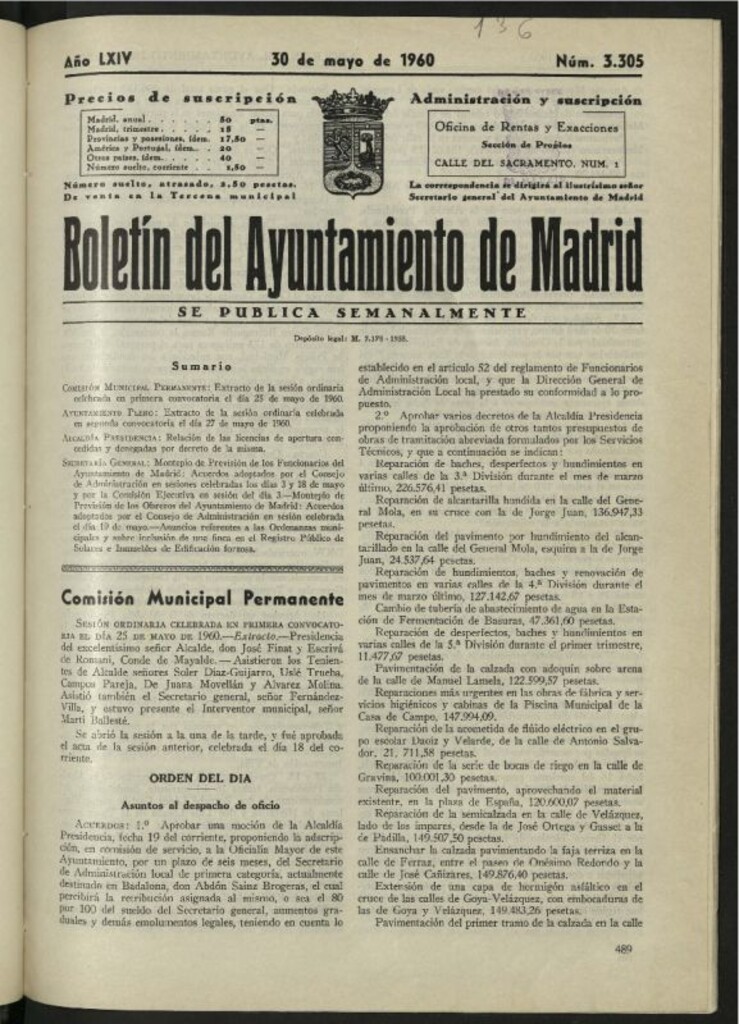 136
Año LXIV 30 de mayo de 1960 Núm. 3.305
Precios de suscripción
Madrid, anual . . . . . . 50 ptas.
Madrid, trimestre . . . . 15 —
Provincias y posesiones, ídem. 17,50 —
América y Portugal, ídem. . 20 —
Otros países, ídem. . . . . 40 —
Número suelto, corriente . . 1,50 —
Número suelto, atrasado, 2,50 pesetas.
De venta en la Tercena municipal
Administración y suscripción
Oficina de Rentas y Exacciones
Sección de Propios
CALLE DEL SACRAMENTO, NUM. 1
La correspondencia se dirigirá al ilustrísimo señor
Secretario general del Ayuntamiento de Madrid
Boletín del Ayuntamiento de Madrid
SE PUBLICA SEMANALMENTE
Depósito legal: M. 7.178 - 1958.
Sumario
COMISIÓN MUNICIPAL PERMANENTE: Extracto de la sesión ordinaria
celebrada en primera convocatoria el día 25 de mayo de 1960.
AYUNTAMIENTO PLENO: Extracto de la sesión ordinaria celebrada
en segunda convocatoria el día 27 de mayo de 1960.
ALCALDÍA PRESIDENCIA: Relación de las licencias de apertura con-
cedidas y denegadas por decreto de la misma.
SECRETARÍA GENERAL: Montepío de Previsión de los Funcionarios del
Ayuntamiento de Madrid: Acuerdos adoptados por el Consejo
de Administración en sesiones celebradas los días 3 y 18 de mayo
y por la Comisión Ejecutiva en sesión del día 3.—Montepío de
Previsión de los Obreros del Ayuntamiento de Madrid: Acuerdos
adoptados por el Consejo de Administración en sesión celebrada
el día 19 de mayo.—Anuncios referentes a las Ordenanzas muni-
cipales y sobre inclusión de una finca en el Registro Público de
Solares e Inmuebles de Edificación forzosa.
Comisión Municipal Permanente
SESIÓN ORDINARIA CELEBRADA EN PRIMERA CONVOCATO-
RIA EL DÍA 25 DE MAYO DE 1960.—Extracto.—Presidencia
del excelentísimo señor Alcalde, don José Finat y Escrivá
de Romaní, Conde de Mayalde.—Asistieron los Tenien-
tes de Alcalde señores Soler Díaz-Guijarro, Uslé Trueba,
Campos Pareja, De Juana Movellán y Alvarez Molina.
Asistió también el Secretario general, señor Fernández-
Villa, y estuvo presente el Interventor municipal, señor
Martí Ballesté.
Se abrió la sesión a la una de la tarde, y fué aprobada
el acta de la sesión anterior, celebrada el día 18 del co-
rriente.
ORDEN DEL DIA
Asuntos al despacho de oficio
ACUERDOS: 1.º Aprobar una moción de la Alcaldía
Presidencia, fecha 19 del corriente, proponiendo la adscrip-
ción, en comisión de servicio, a la Oficialía Mayor de este
Ayuntamiento, por un plazo de seis meses, del Secretario
de Administración local de primera categoría, actualmente
destinado en Badalona, don Abdón Sainz Brogeras, el cual
percibirá la retribución asignada al mismo, o sea el 80
por 100 del sueldo del Secretario general, aumentos gra-
duales y demás emolumentos legales, teniendo en cuenta lo
establecido en el artículo 52 del reglamento de Funcionarios
de Administración local, y que la Dirección General de
Administración Local ha prestado su conformidad a lo pro-
puesto.
2.º Aprobar varios decretos de la Alcaldía Presidencia
proponiendo la aprobación de otros tantos presupuestos de
obras de tramitación abreviada formulados por los Servicios
Técnicos, y que a continuación se indican:
Reparación de baches, desperfectos y hundimientos en
varias calles de la 3.ª División durante el mes de marzo
último, 226.576,41 pesetas.
Reparación de alcantarilla hundida en la calle del Gene-
ral Mola, en su cruce con la de Jorge Juan, 136.947,33
pesetas.
Reparación del pavimento por hundimiento del alcan-
tarillado en la calle del General Mola, esquina a la de Jorge
Juan, 24.537,64 pesetas.
Reparación de hundimientos, baches y renovación de
pavimentos en varias calles de la 4.ª División durante el
mes de marzo último, 127.142,67 pesetas.
Cambio de tubería de abastecimiento de agua en la Esta-
ción de Fermentación de Basuras, 47.361,60 pesetas.
Reparación de desperfectos, baches y hundimientos en
varias calles de la 5.ª División durante el primer trimestre,
11.477,67 pesetas.
Pavimentación de la calzada con adoquín sobre arena
de la calle de Manuel Lamela, 122.599,57 pesetas.
Reparaciones más urgentes en las obras de fábrica y ser-
vicios higiénicos y cabinas de la Piscina Municipal de la
Casa de Campo, 147.994,09.
Reparación de la acometida de flúido eléctrico en el gru-
po escolar Daoiz y Velarde, de la calle de Antonio Salva-
dor, 21, 711,58 pesetas.
Reparación de la serie de bocas de riego en la calle de
Gravina, 100.001,30 pesetas.
Reparación del pavimento, aprovechando el material
existente, en la plaza de España, 120.600,07 pesetas.
Reparación de la semicalzada en la calle de Velázquez,
lado de los impares, desde la de José Ortega y Gasset a la
de Padilla, 149.507,50 pesetas.
Ensanchar la calzada pavimentando la faja terriza en la
calle de Ferraz, entre el paseo de Onésimo Redondo y la
calle de José Cañizares, 149.876,40 pesetas.
Extensión de una capa de hormigón asfáltico en el
cruce de las calles de Goya-Velázquez, con embocaduras de
las de Goya y Velázquez, 149.483,26 pesetas.
Pavimentación del primer tramo de la calzada en la calle
489